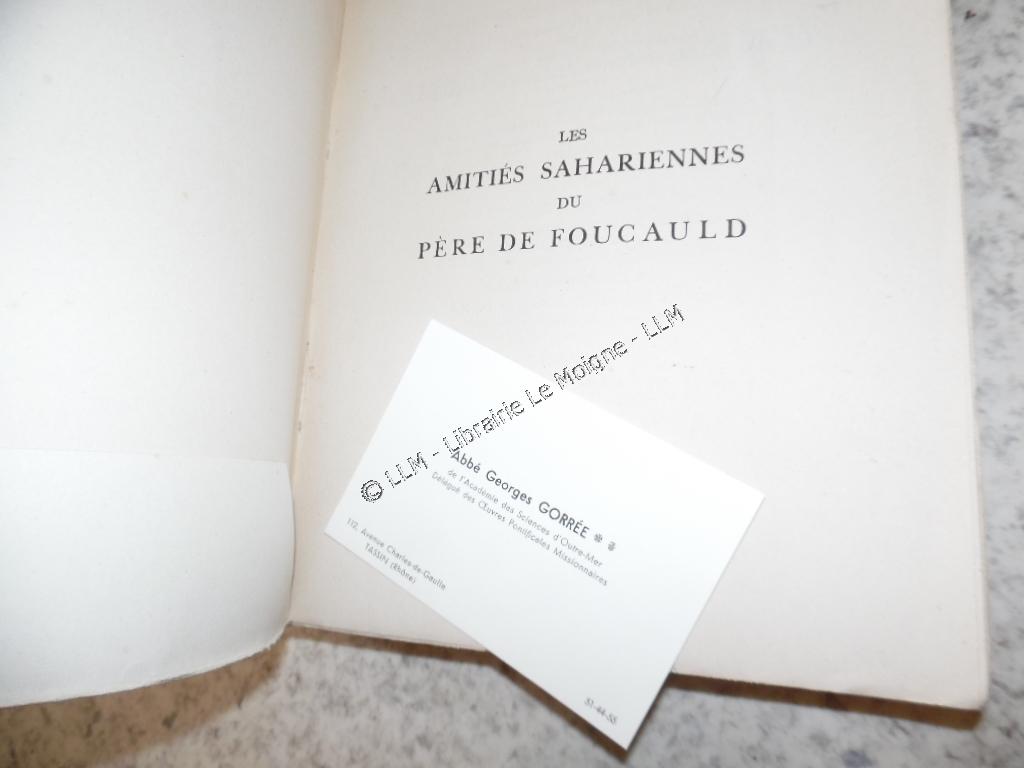 LES
AMITIÉS SAHARIENNES
DU
PÈRE DE FOUCAULD
© LLM - Librairie Le Moigne - LLM
Abbé Georges GORRÉE
de l'Académie des Sciences d'Outre-Mer
Délégué des Œuvres Pontificales Missionnaires
112, Avenue Charles-de-Gaulle
TASSIN (Rhône)
51-44-55